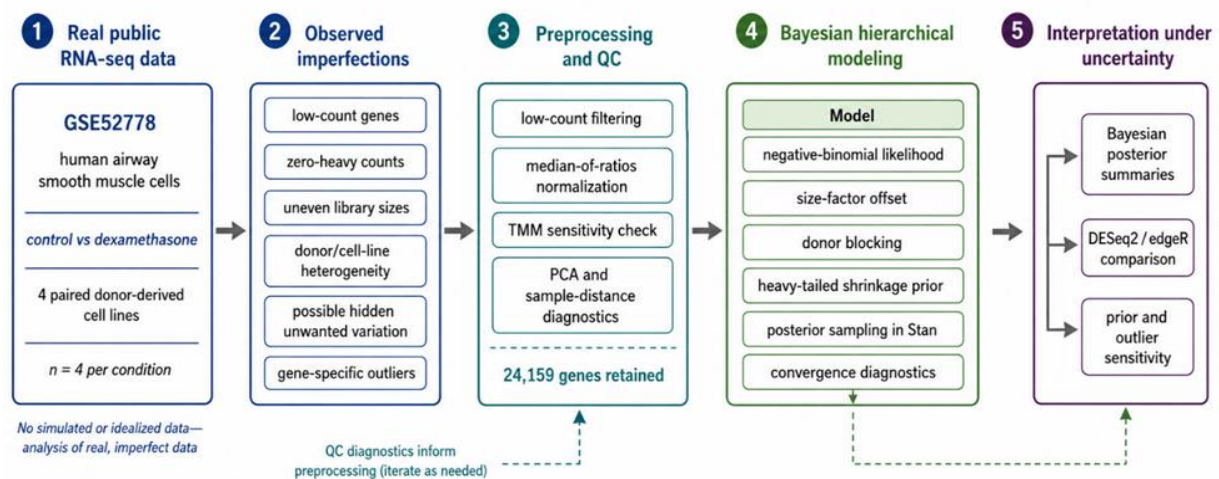 1 Real public
RNA-seq data
GSE52778
human airway
smooth muscle cells
control vs dexamethasone
4 paired donor-derived
cell lines
n = 4 per condition
No simulated or idealized data—
analysis of real, imperfect data
2 Observed
imperfections
low-count genes
zero-heavy counts
uneven library sizes
donor/cell-line
heterogeneity
possible hidden
unwanted variation
gene-specific outliers
3 Preprocessing
and QC
low-count filtering
median-of-ratios
normalization
TMM sensitivity check
PCA and
sample-distance
diagnostics
24,159 genes retained
QC diagnostics inform
preprocessing (iterate as needed)
4 Bayesian hierarchical
modeling
Model
negative-binomial likelihood
size-factor offset
donor blocking
heavy-tailed shrinkage prior
posterior sampling in Stan
convergence diagnostics
5 Interpretation under
uncertainty
Bayesian
posterior
summaries
DESeq2 / edgeR
comparison
prior and
outlier
sensitivity